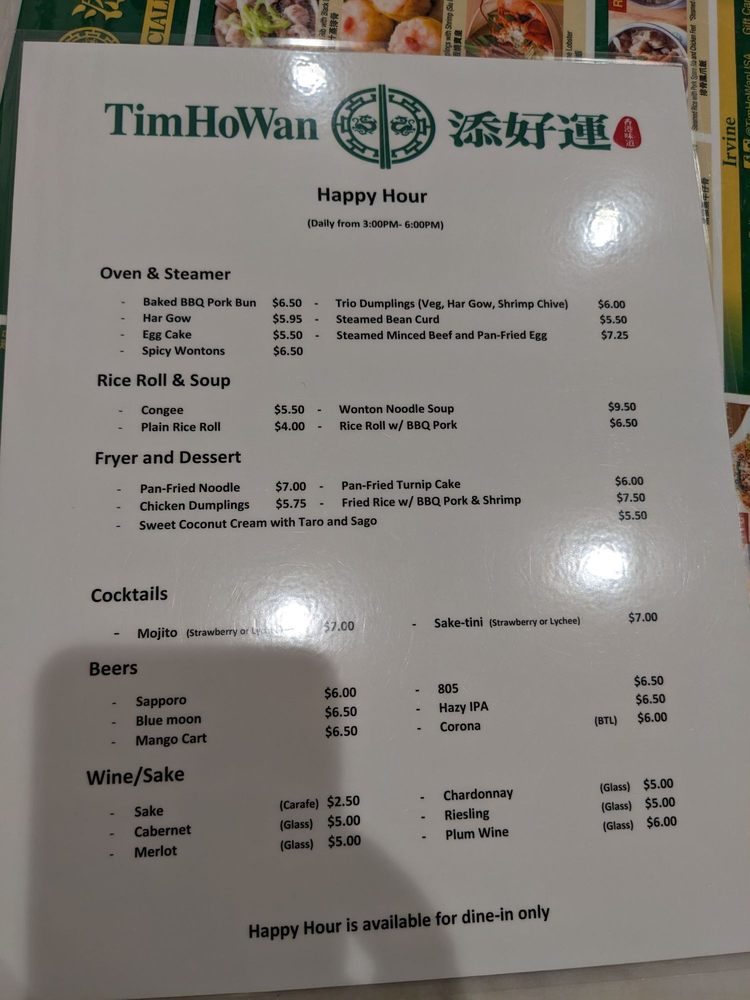 TimHoWan 添好運 香港味道
Happy Hour
(Daily from 3:00PM- 6:00PM)
Oven & Steamer
- Baked BBQ Pork Bun $6.50 - Trio Dumplings (Veg, Har Gow, Shrimp Chive) $6.00
- Har Gow $5.95 - Steamed Bean Curd $5.50
- Egg Cake $5.50 - Steamed Minced Beef and Pan-Fried Egg $7.25
- Spicy Wontons $6.50
Rice Roll & Soup
- Congee $5.50 - Wonton Noodle Soup $9.50
- Plain Rice Roll $4.00 - Rice Roll w/ BBQ Pork $6.50
Fryer and Dessert
- Pan-Fried Noodle $7.00 - Pan-Fried Turnip Cake $6.00
- Chicken Dumplings $5.75 - Fried Rice w/ BBQ Pork & Shrimp $7.50
- Sweet Coconut Cream with Taro and Sago $5.50
Cocktails
- Mojito (Strawberry or Lychee) $7.00 - Sake-tini (Strawberry or Lychee) $7.00
Beers
- Sapporo $6.00 - 805 $6.50
- Blue moon $6.50 - Hazy IPA $6.50
- Mango Cart $6.50 - Corona (BTL) $6.00
Wine/Sake
- Sake (Carafe) $2.50 - Chardonnay (Glass) $5.00
- Cabernet (Glass) $5.00 - Riesling (Glass) $5.00
- Merlot (Glass) $5.00 - Plum Wine (Glass) $6.00
Happy Hour is available for dine-in only
Irvine